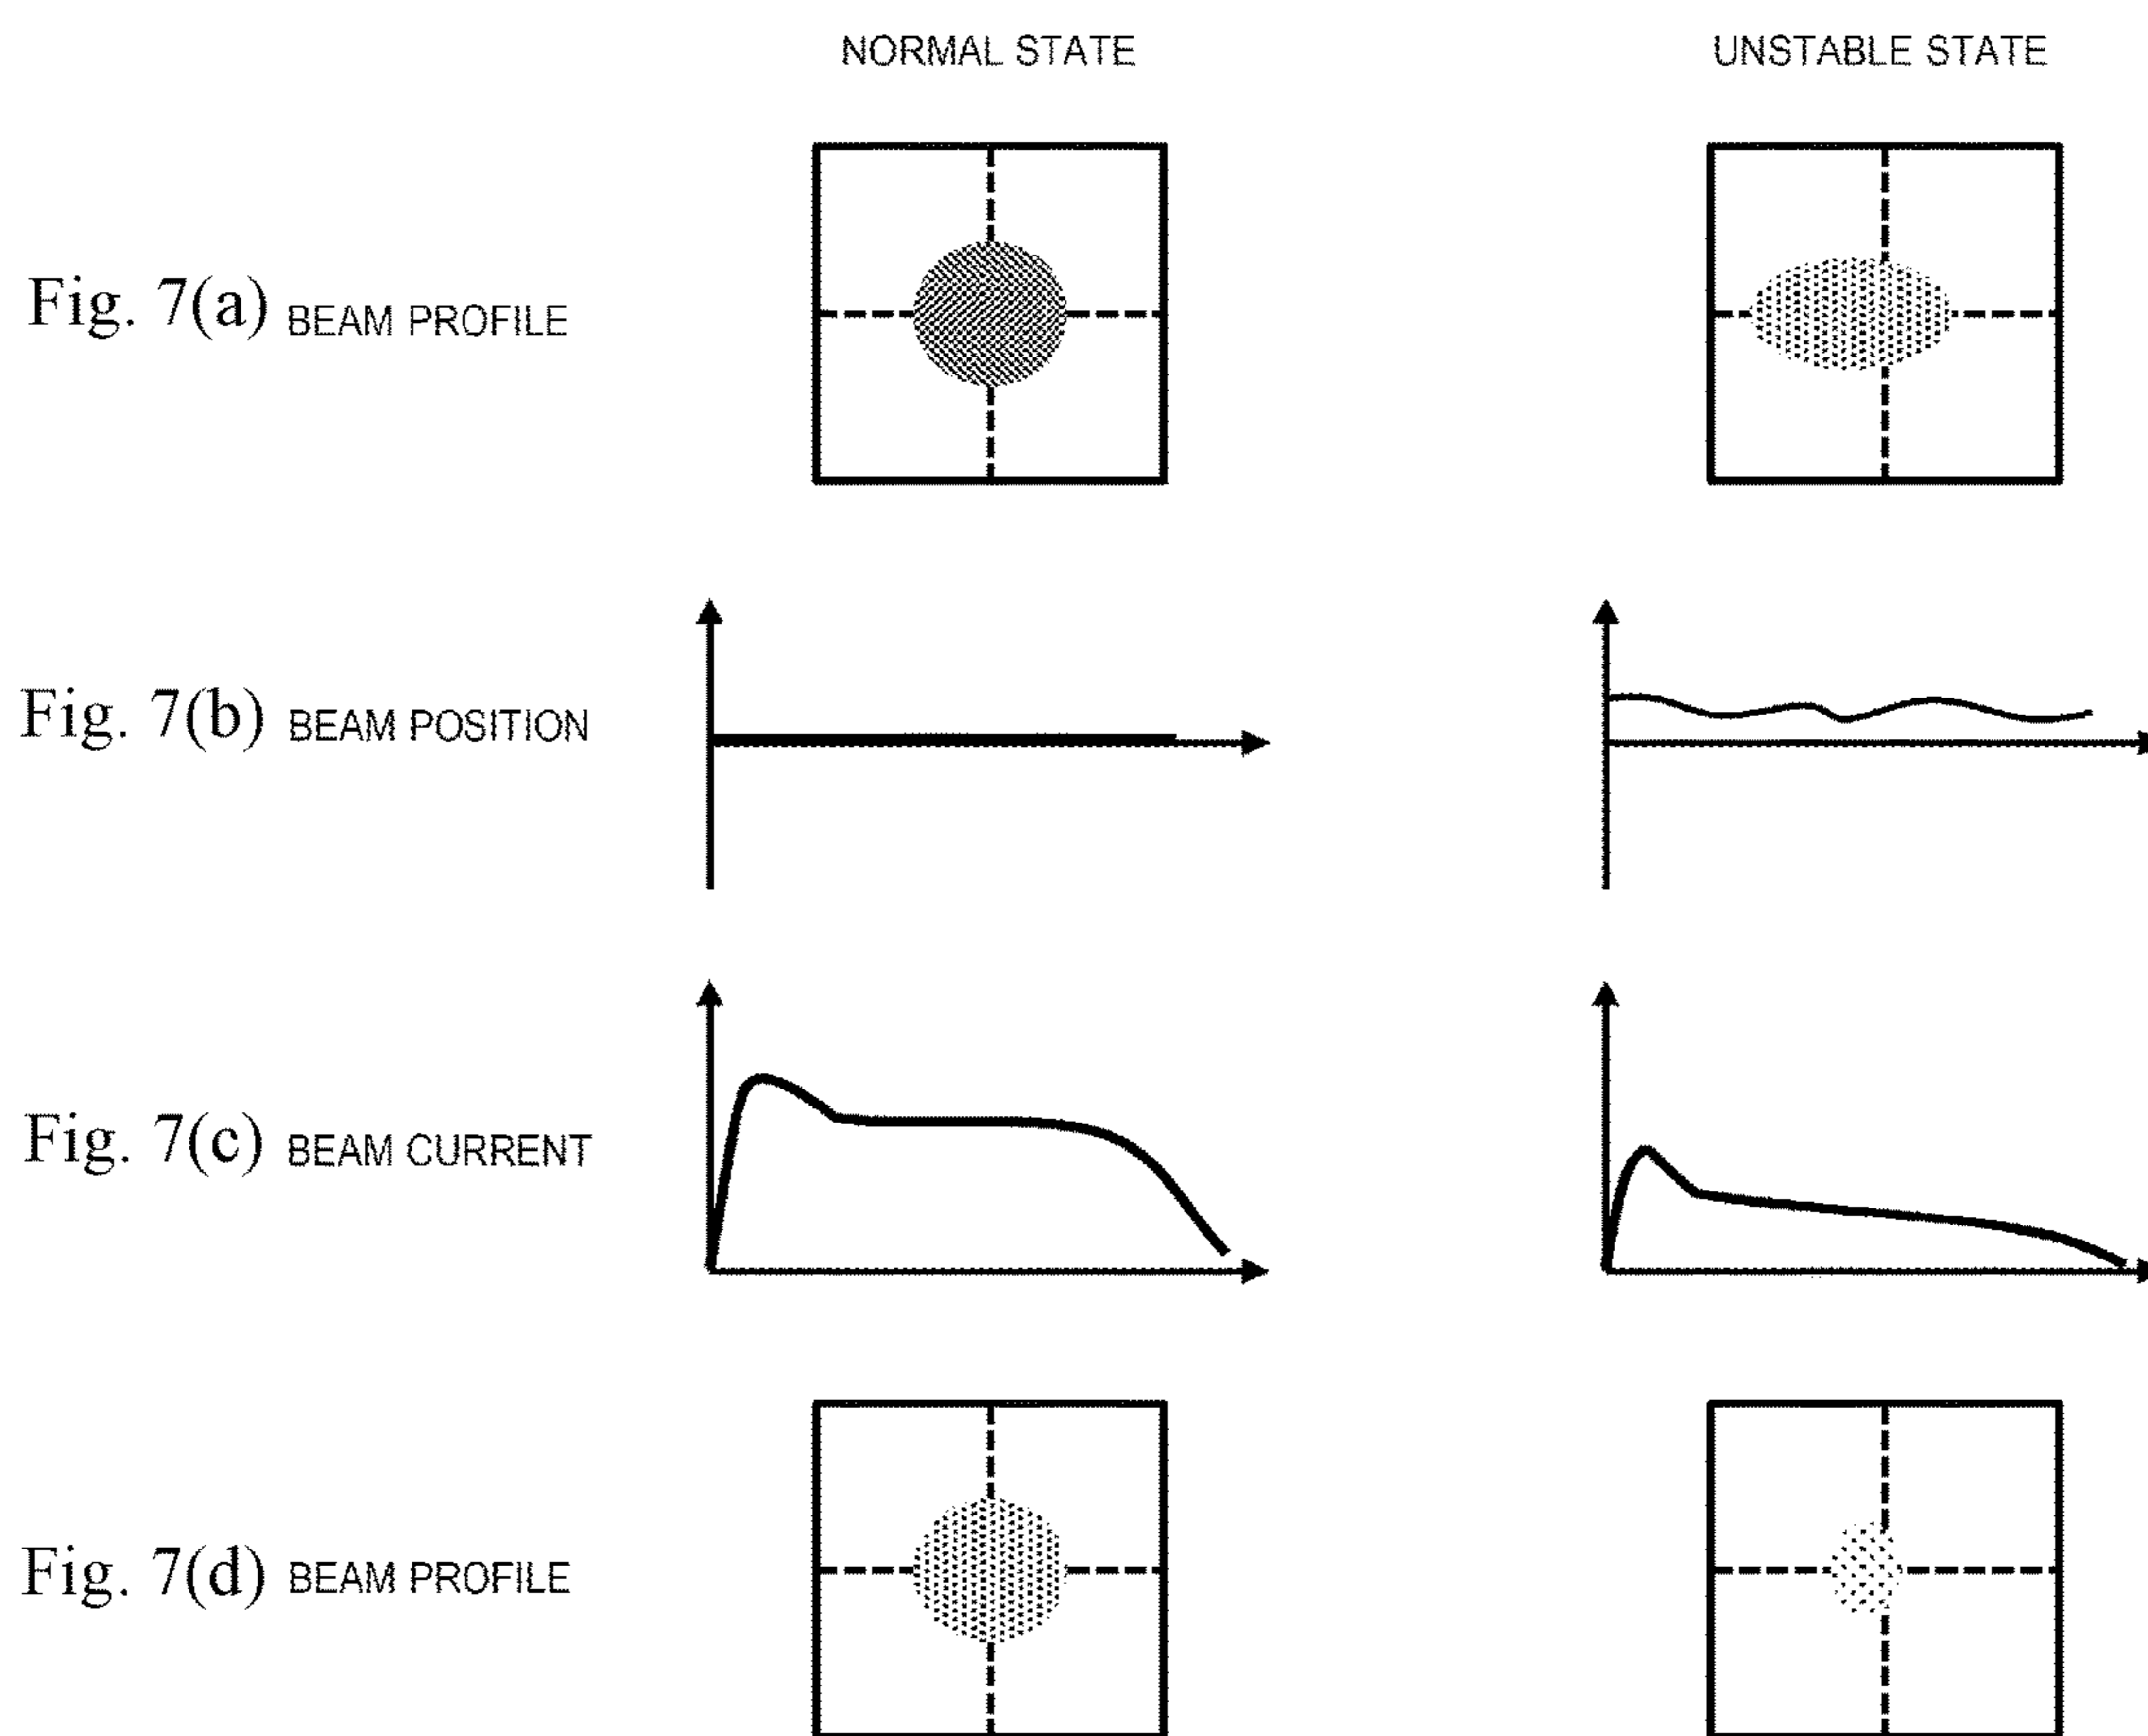 NORMAL STATE
UNSTABLE STATE
Fig. 7(a) BEAM PROFILE
Fig. 7(b) BEAM POSITION
Fig. 7(c) BEAM CURRENT
Fig. 7(d) BEAM PROFILE